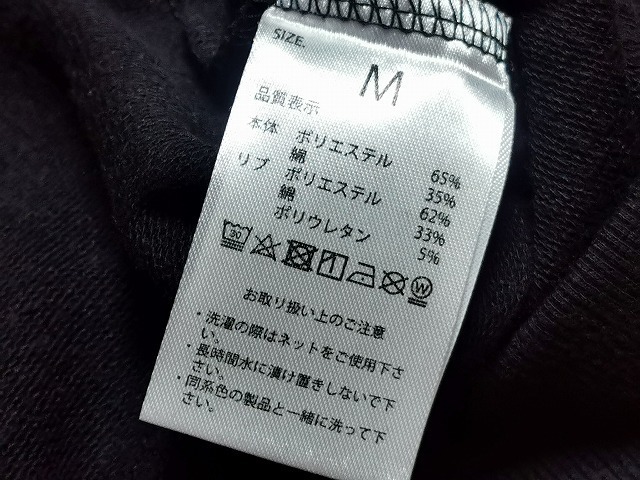 SIZE.
M
品質表示
本体 ポリエステル 65%
綿 35%
リブ ポリエステル 62%
綿 33%
ポリウレタン 5%
30 W
お取り扱い上のご注意
・洗濯の際はネットをご使用下さ
い。
・長時間水に漬け置きしないで下
さい。
・同系色の製品と一緒に洗って下
さい。